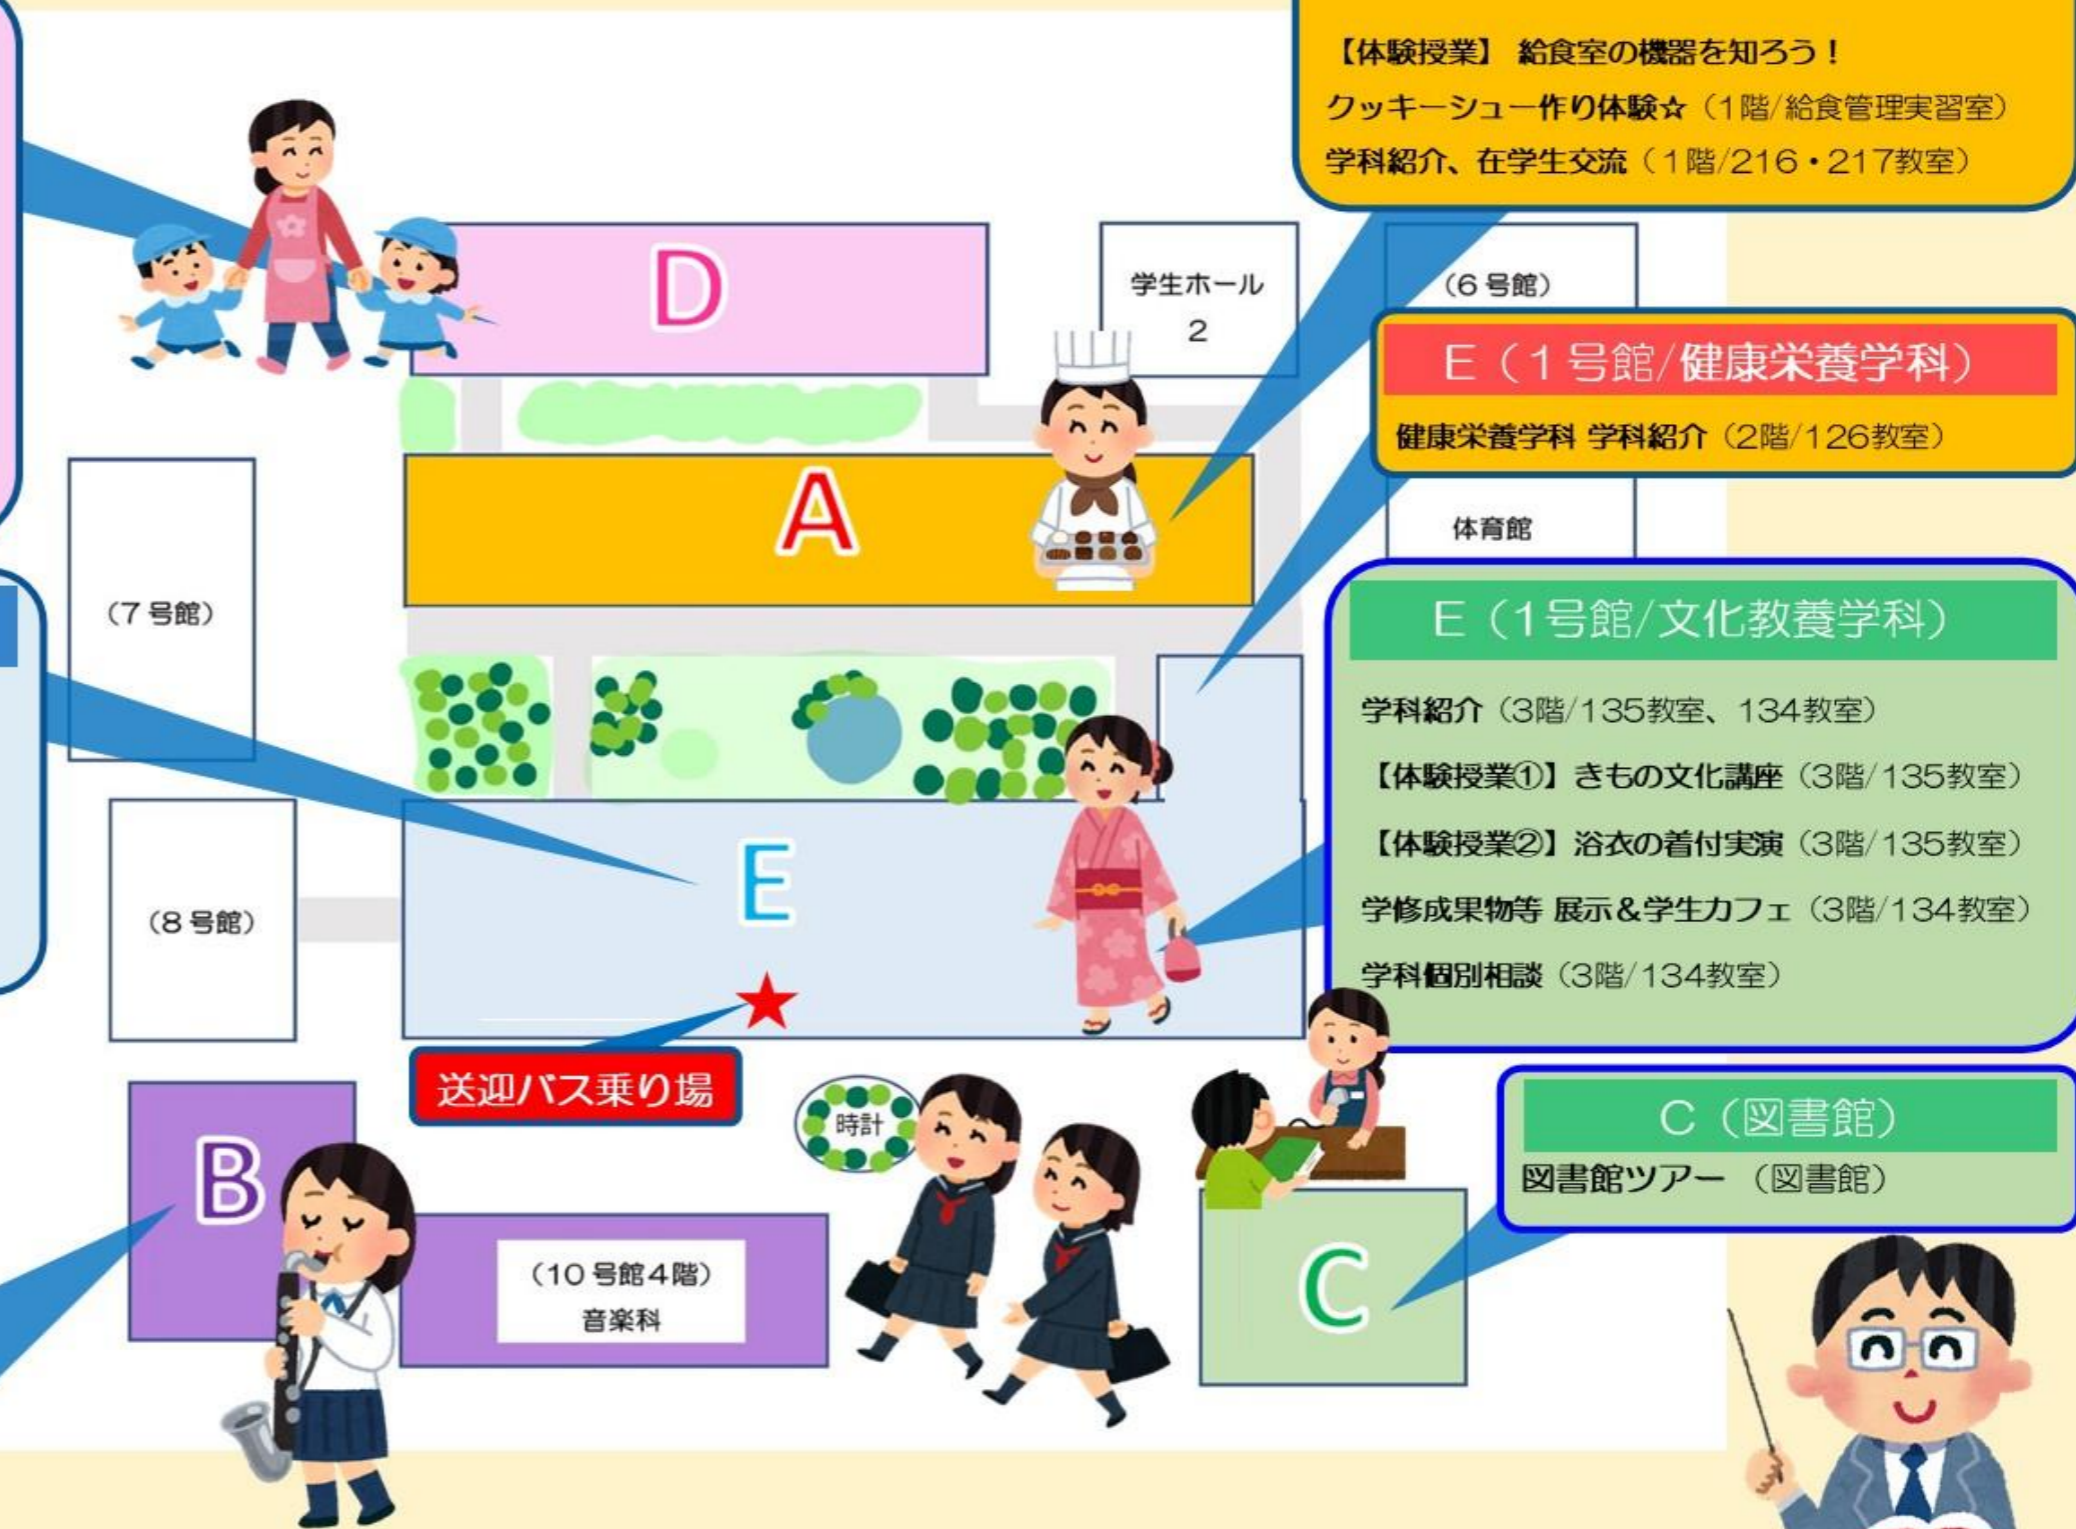 【体験授業】 給食室の機器を知ろう！
クッキーシュー作り体験☆（1階/給食管理実習室）
学科紹介、在学生交流（1階/216・217教室）
D
学生ホール
2
（6号館）
E（1号館/健康栄養学科）
健康栄養学科 学科紹介（2階/126教室）
A
体育館
（7号館）
E（1号館/文化教養学科）
学科紹介（3階/135教室、134教室）
【体験授業①】きもの文化講座（3階/135教室）
【体験授業②】浴衣の着付実演（3階/135教室）
学修成果物等 展示＆学生カフェ（3階/134教室）
学科個別相談（3階/134教室）
E
（8号館）
★
送迎バス乗り場
時計
C（図書館）
図書館ツアー （図書館）
B
（10号館4階）
音楽科
C